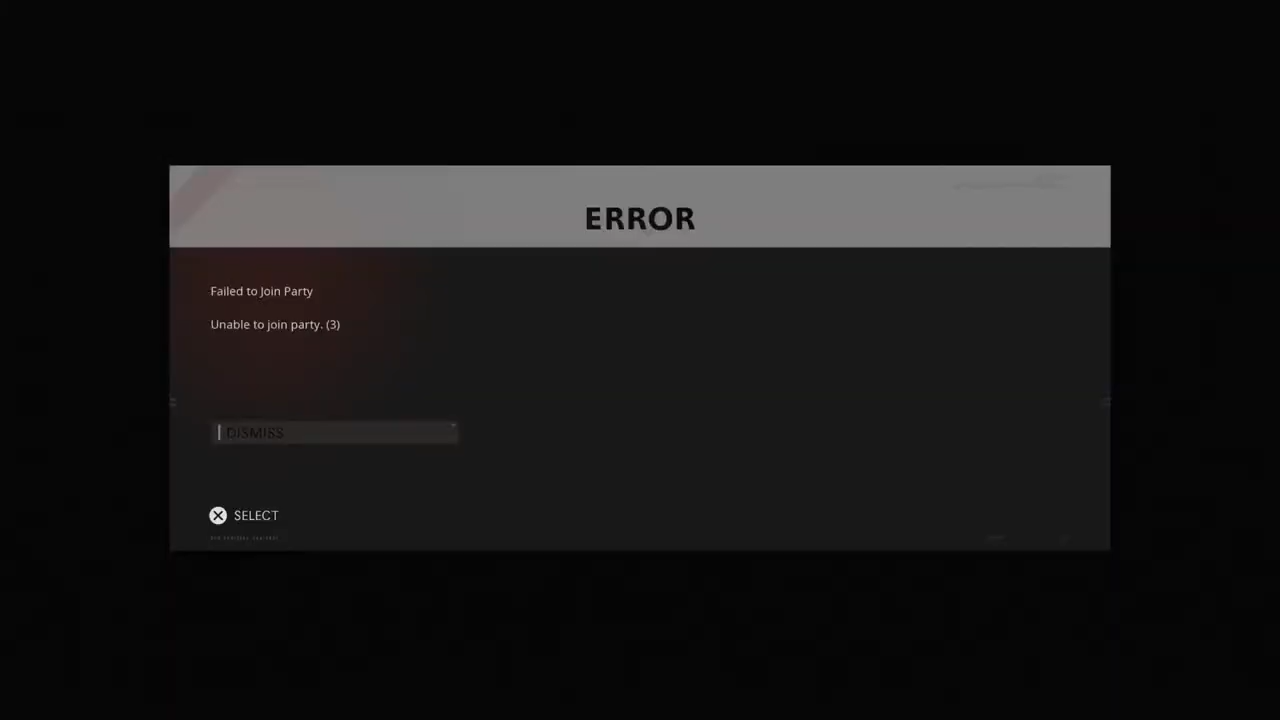 ERROR
Failed to Join Party
Unable to join party. (3)
DISMISS
SELECT